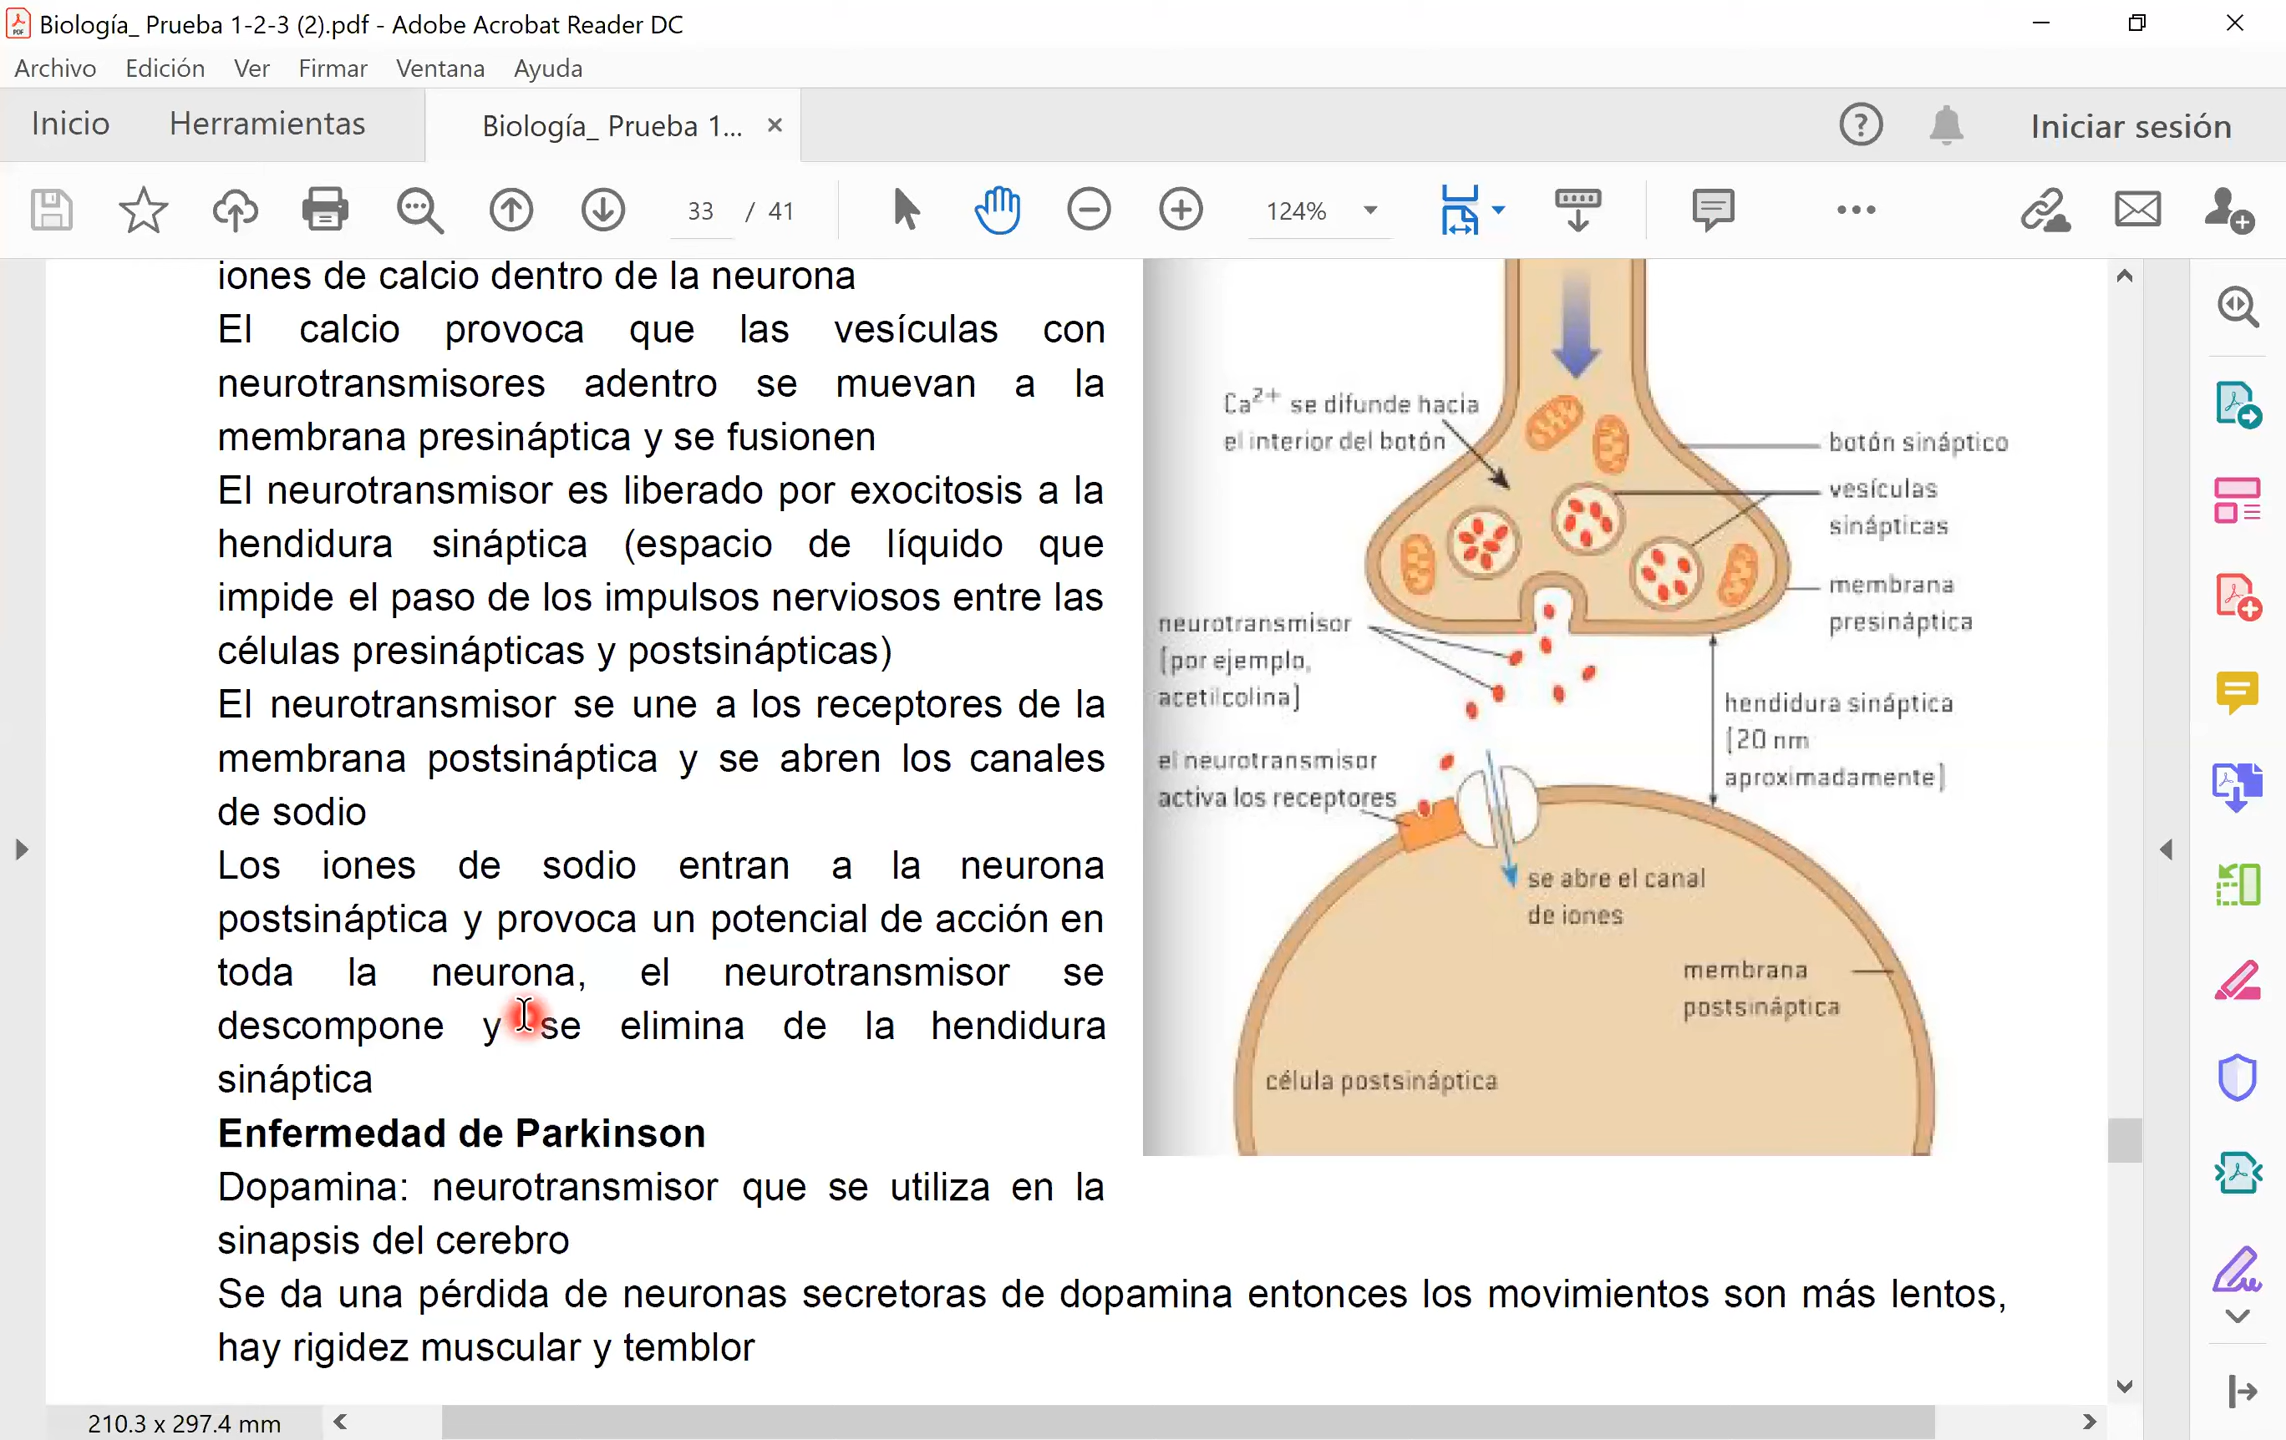 Biología_ Prueba 1-2-3 (2).pdf - Adobe Acrobat Reader DC
Archivo Edición Ver Firmar Ventana Ayuda
Inicio Herramientas Biología_ Prueba 1... Iniciar sesión
33 / 41 124%
iones de calcio dentro de la neurona
El calcio provoca que las vesículas con
neurotransmisores adentro se muevan a la
membrana presináptica y se fusionen
El neurotransmisor es liberado por exocitosis a la
hendidura sináptica (espacio de líquido que
impide el paso de los impulsos nerviosos entre las
células presinápticas y postsinápticas)
El neurotransmisor se une a los receptores de la
membrana postsináptica y se abren los canales
de sodio
Los iones de sodio entran a la neurona
postsináptica y provoca un potencial de acción en
toda la neurona, el neurotransmisor se
descompone y se elimina de la hendidura
sináptica
Enfermedad de Parkinson
Dopamina: neurotransmisor que se utiliza en la
sinapsis del cerebro
Se da una pérdida de neuronas secretoras de dopamina entonces los movimientos son más lentos,
hay rigidez muscular y temblor
Ca2+ se difunde hacia
el interior del botón
botón sináptico
vesículas
sinápticas
membrana
presináptica
neurotransmisor
[por ejemplo,
acetilcolina]
hendidura sináptica
[20 nm
aproximadamente]
el neurotransmisor
activa los receptores
se abre el canal
de iones
membrana
postsináptica
célula postsináptica
210.3 x 297.4 mm